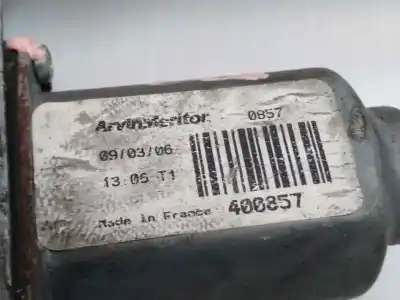 ArvinMeritor 0857
09/03/06
13:05 T1
Made in France 400857